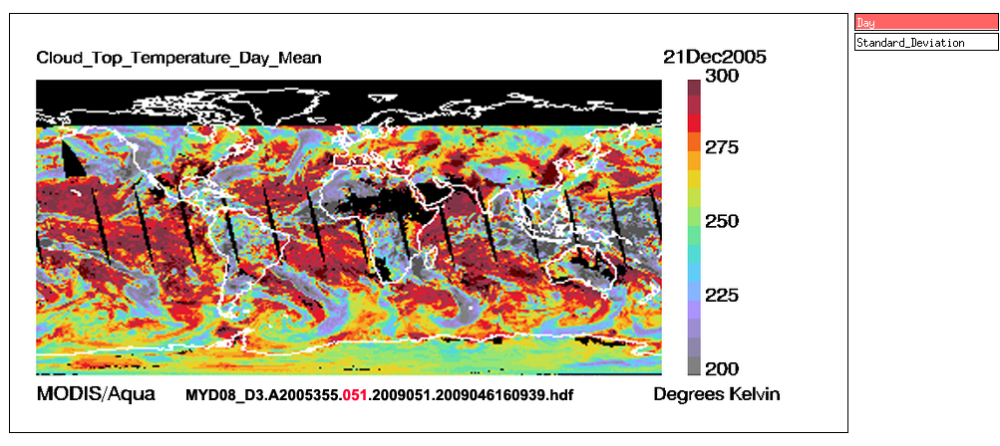 Day
Standard_Deviation
Cloud_Top_Temperature_Day_Mean
21Dec2005
300
275
250
225
200
MODIS/Aqua
MYD08_D3.A2005355.051.2009051.2009046160939.hdf
Degrees Kelvin